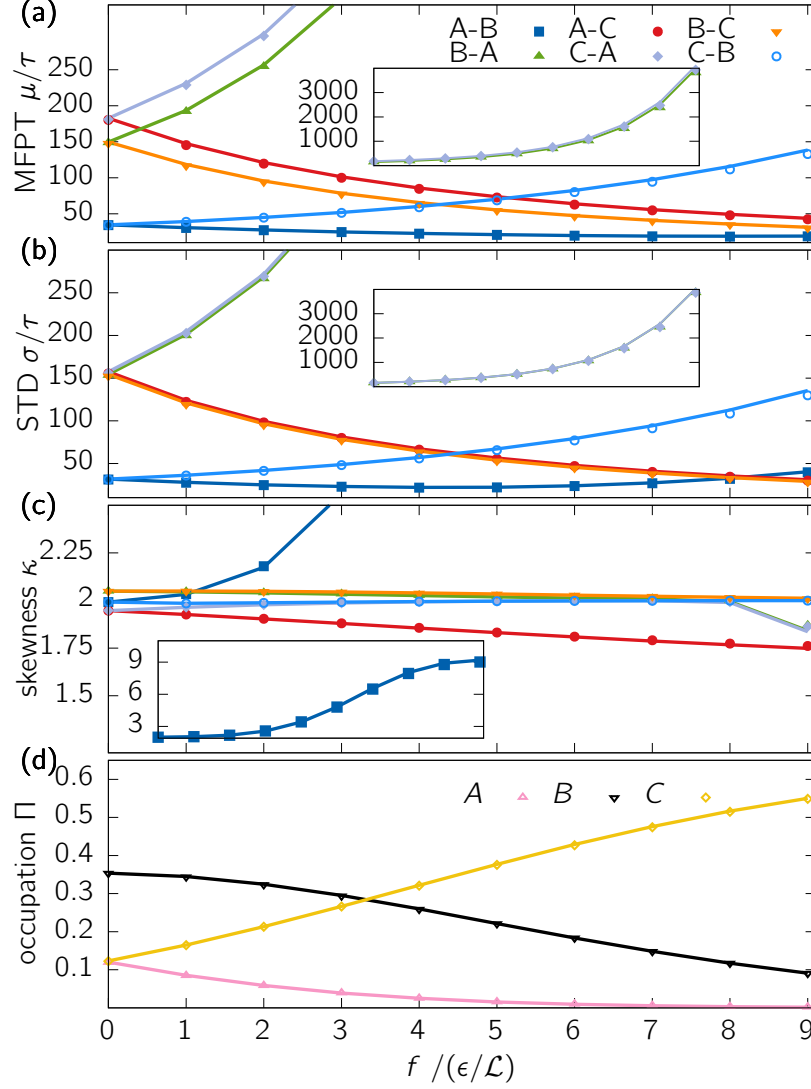 (a)
A-B A-C B-C
B-A C-A C-B
MFPT μ/τ
250
200
150
100
50
3000
2000
1000
(b)
STD σ/τ
250
200
150
100
50
3000
2000
1000
(c)
skewness κ
2.25
2
1.75
1.5
9
6
3
(d)
occupation Π
A B C
0.6
0.5
0.4
0.3
0.2
0.1
0 1 2 3 4 5 6 7 8 9
f /(ϵ/ℒ)